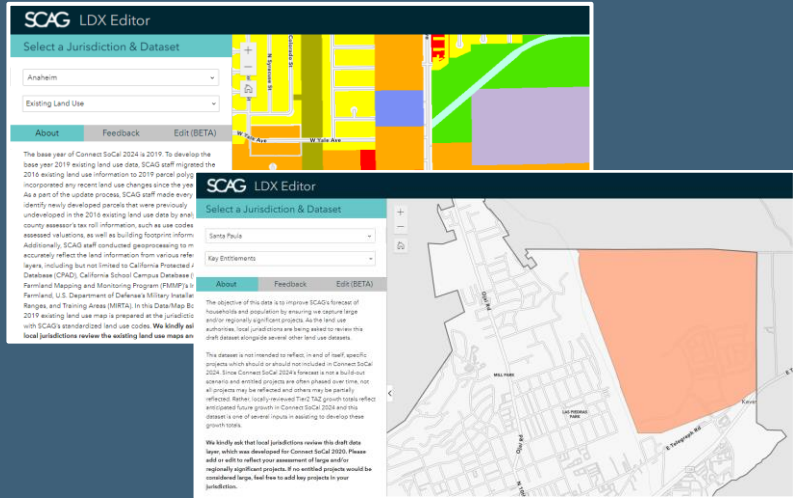 SCAG LDX Editor
Select a Jurisdiction & Dataset
Anaheim
Existing Land Use
About Feedback Edit (BETA)
The base year of Connect SoCal 2024 is 2019. To develop the
base year 2019 existing land use data, SCAG staff migrated the
2016 existing land use information to 2019 parcel polyg
incorporated any recent land use changes since the yea
As a part of the update process, SCAG staff made every
identify newly developed parcels that were previously
undeveloped in the 2016 existing land use data by anal
county assessor's tax roll information, such as use codes
assessed valuations, as well as building footprint inform
Additionally, SCAG staff conducted geoprocessing to m
accurately reflect the land information from various refe
layers, including but not limited to California Protected A
Database (CPAD), California School Campus Database (
Farmland Mapping and Monitoring Program (FMMP)'s I
Farmland, U.S. Department of Defense's Military Installat
Ranges, and Training Areas (MIRTA). In this Data/Map Bo
2019 existing land use map is prepared at the jurisdictic
with SCAG's standardized land use codes. We kindly ask
local jurisdictions review the existing land use maps an
N Syracuse St
Colorado St
W Yale Ave
W Yale Ave
SCAG LDX Editor
Select a Jurisdiction & Dataset
Santa Paula
Key Entitlements
About Feedback Edit (BETA)
The objective of this data is to improve SCAG's forecast of
households and population by ensuring we capture large
and/or regionally significant projects. As the land use
authorities, local jurisdictions are being asked to review this
draft dataset alongside several other land use datasets.
This dataset is not intended to reflect, in end of itself, specific
projects which should or should not included in Connect SoCal
2024. Since Connect SoCal 2024's forecast is not a build-out
scenario and entitled projects are often phased over time, not
all projects may be reflected and others may be partially
reflected. Rather, locally-reviewed Tier2 TAZ growth totals reflect
anticipated future growth in Connect SoCal 2024 and this
dataset is one of several inputs in assisting to develop these
growth totals.
We kindly ask that local jurisdictions review this draft data
layer, which was developed for Connect SoCal 2020. Please
add or edit to reflect your assessment of large and/or
regionally significant projects. If no entitled projects would be
considered large, feel free to add key projects in your
jurisdiction.
Ojai Rd
MILL PARK
LAS PIEDRAS
PARK
Kever
E Telegraph Rd
E T
N 10